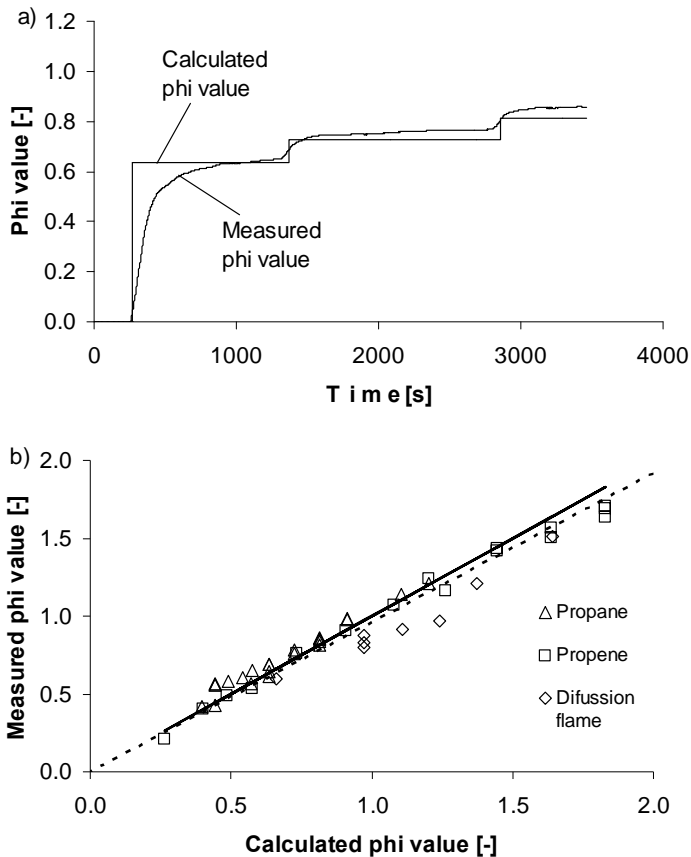 a)
1.2
1.0
0.8
0.6
0.4
0.2
0.0
Phi value [-]
Calculated
phi value
Measured
phi value
0
1000
2000
3000
4000
T i m e [s]
b)
2.0
1.5
1.0
0.5
0.0
Measured phi value [-]
Propane
Propene
Difussion
flame
0.0
0.5
1.0
1.5
2.0
Calculated phi value [-]